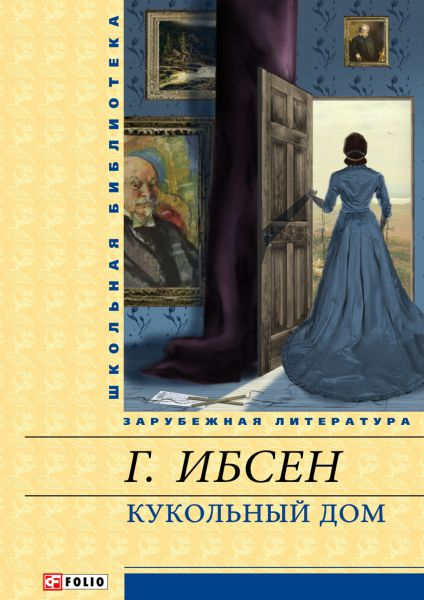 ШКОЛЬНАЯ БИБЛИОТЕКА
ЗАРУБЕЖНАЯ ЛИТЕРАТУРА
Г. ИБСЕН
КУКОЛЬНЫЙ ДОМ
FOLIO